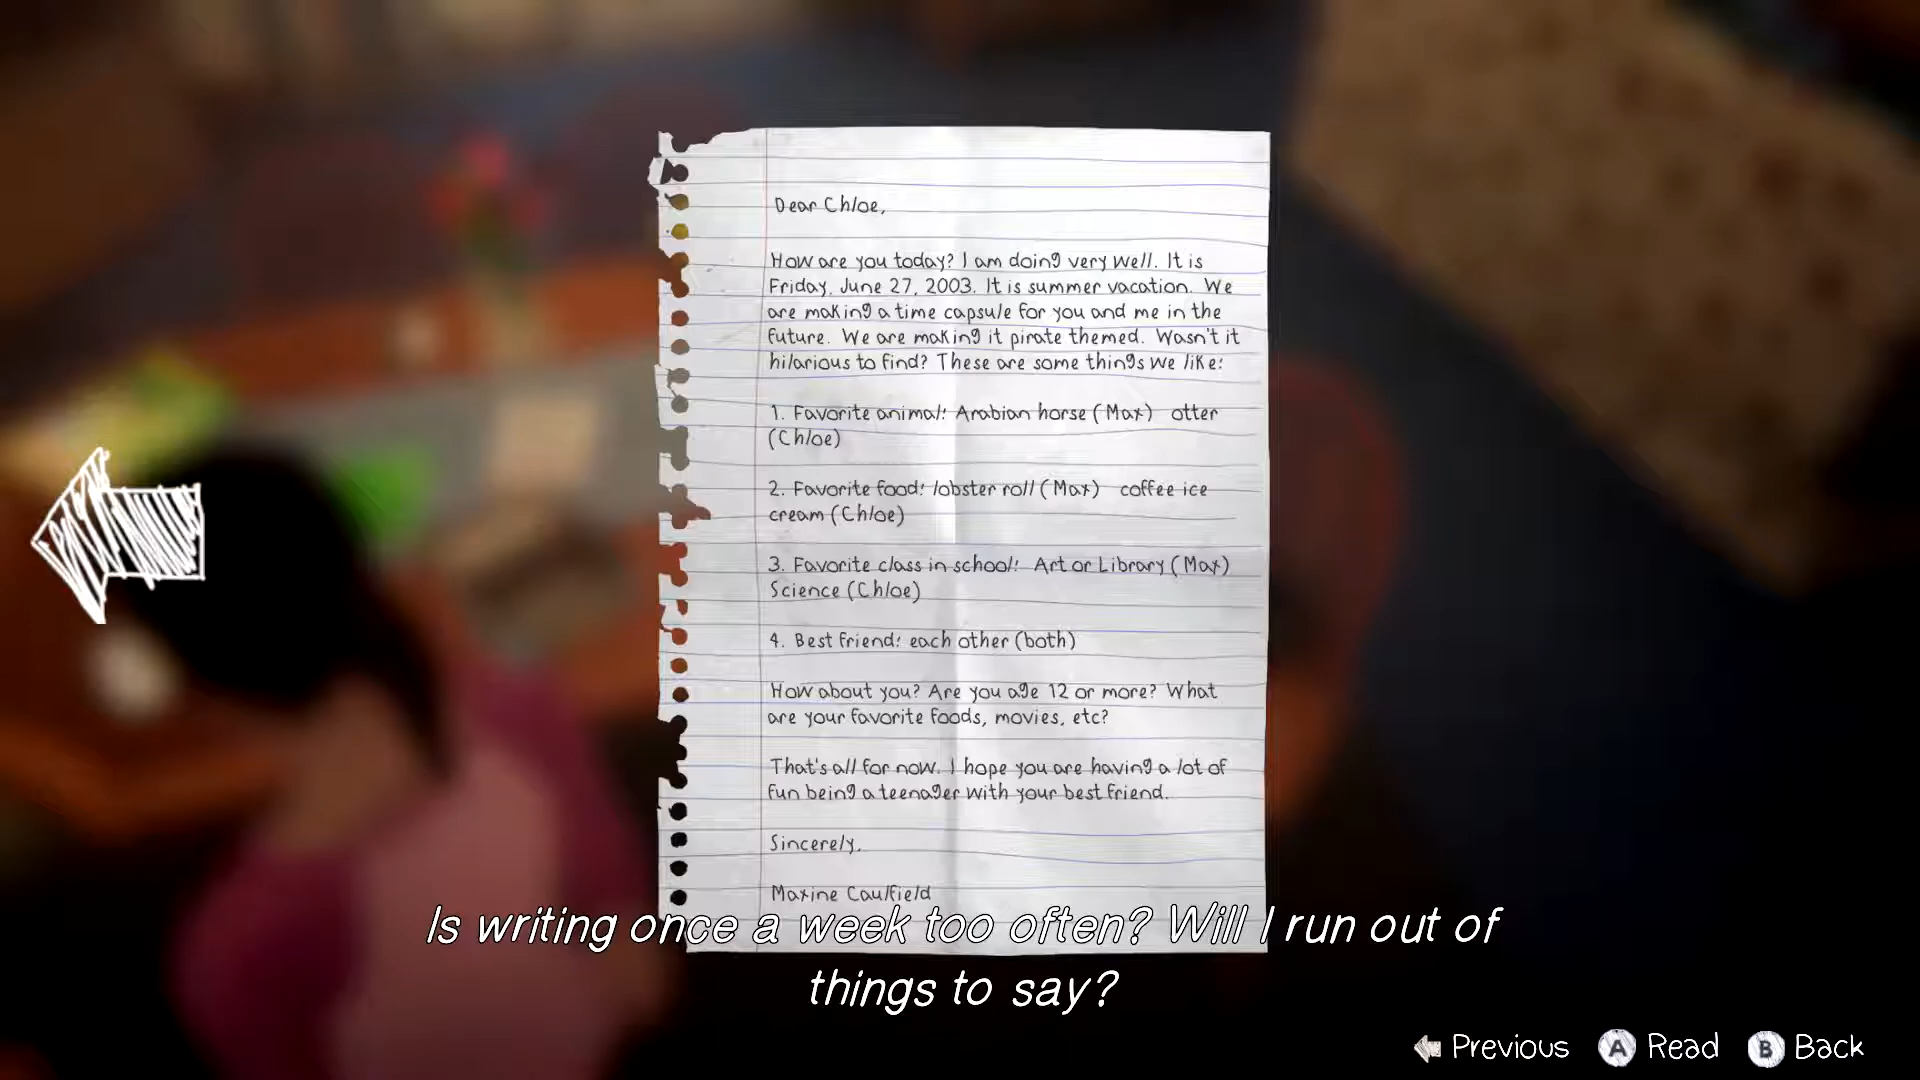 Dear Chloe,
How are you today? I am doing very well. It is
Friday, June 27, 2003. It is summer vacation. We
are making a time capsule for you and me in the
future. We are making it pirate themed. Wasn't it
hilarious to find? These are some things we like:
1. Favorite animal: Arabian horse (Max) otter
(Chloe)
2. Favorite food: lobster roll (Max) coffee ice
cream (Chloe)
3. Favorite class in school: Art or Library (Max)
Science (Chloe)
4. Best friend: each other (both)
How about you? Are you age 12 or more? What
are your favorite foods, movies, etc?
That's all for now. I hope you are having a lot of
fun being a teenager with your best friend.
Sincerely,
Maxine Caulfield
Is writing once a week too often? Will I run out of
things to say?
Previous A Read B Back